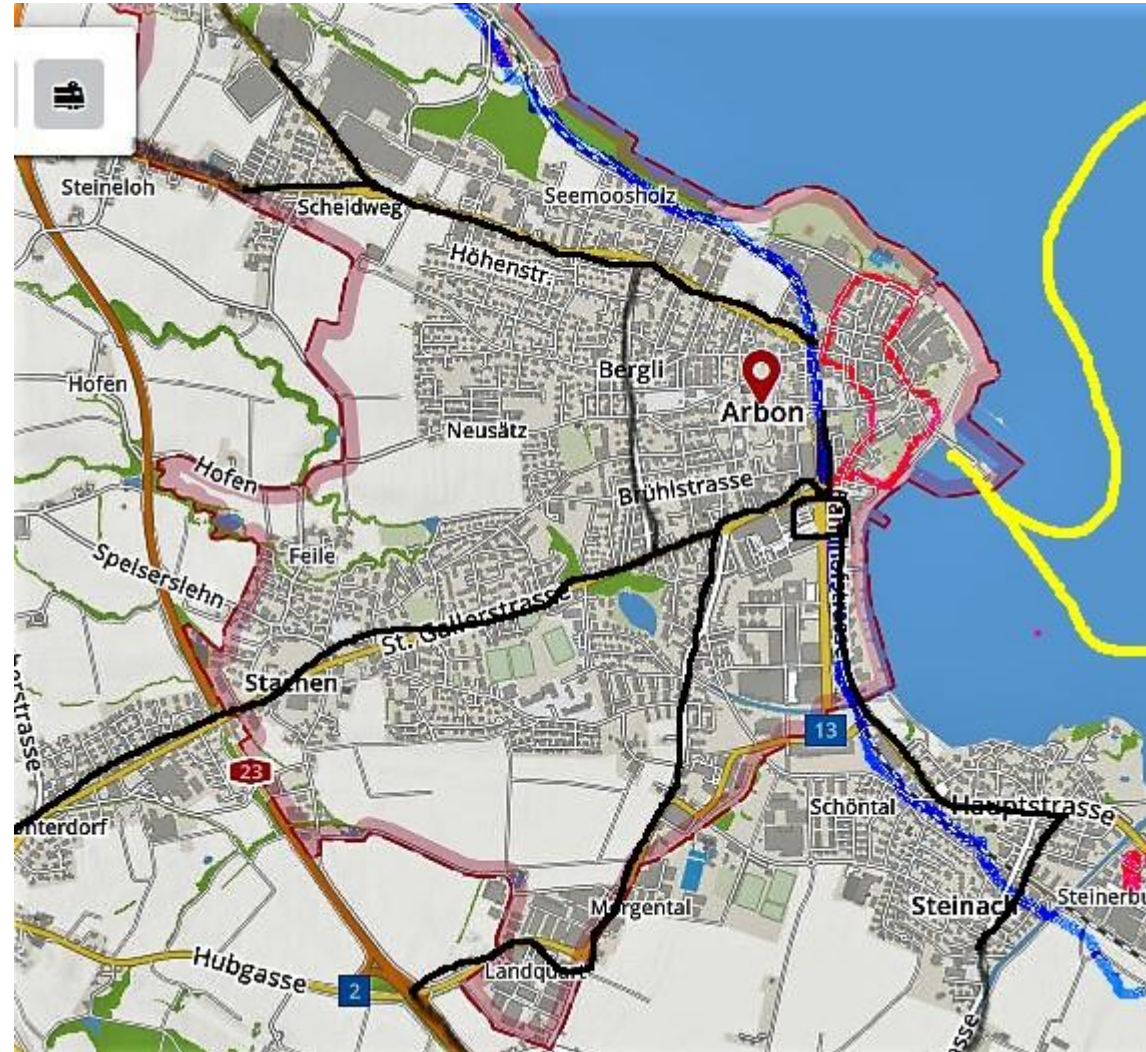 Steineloh
Scheidweg
Seemoosholz
Höhenstr.
Bergli
Hofen
Arbon
Neusätz
Hofen
Brühlstrasse
Speiserslehn
Feile
St. Gallerstrasse
Stachen
13
23
Schöntal
Hauptstrasse
Morgental
Steinach
Hubgasse
Landquart
2